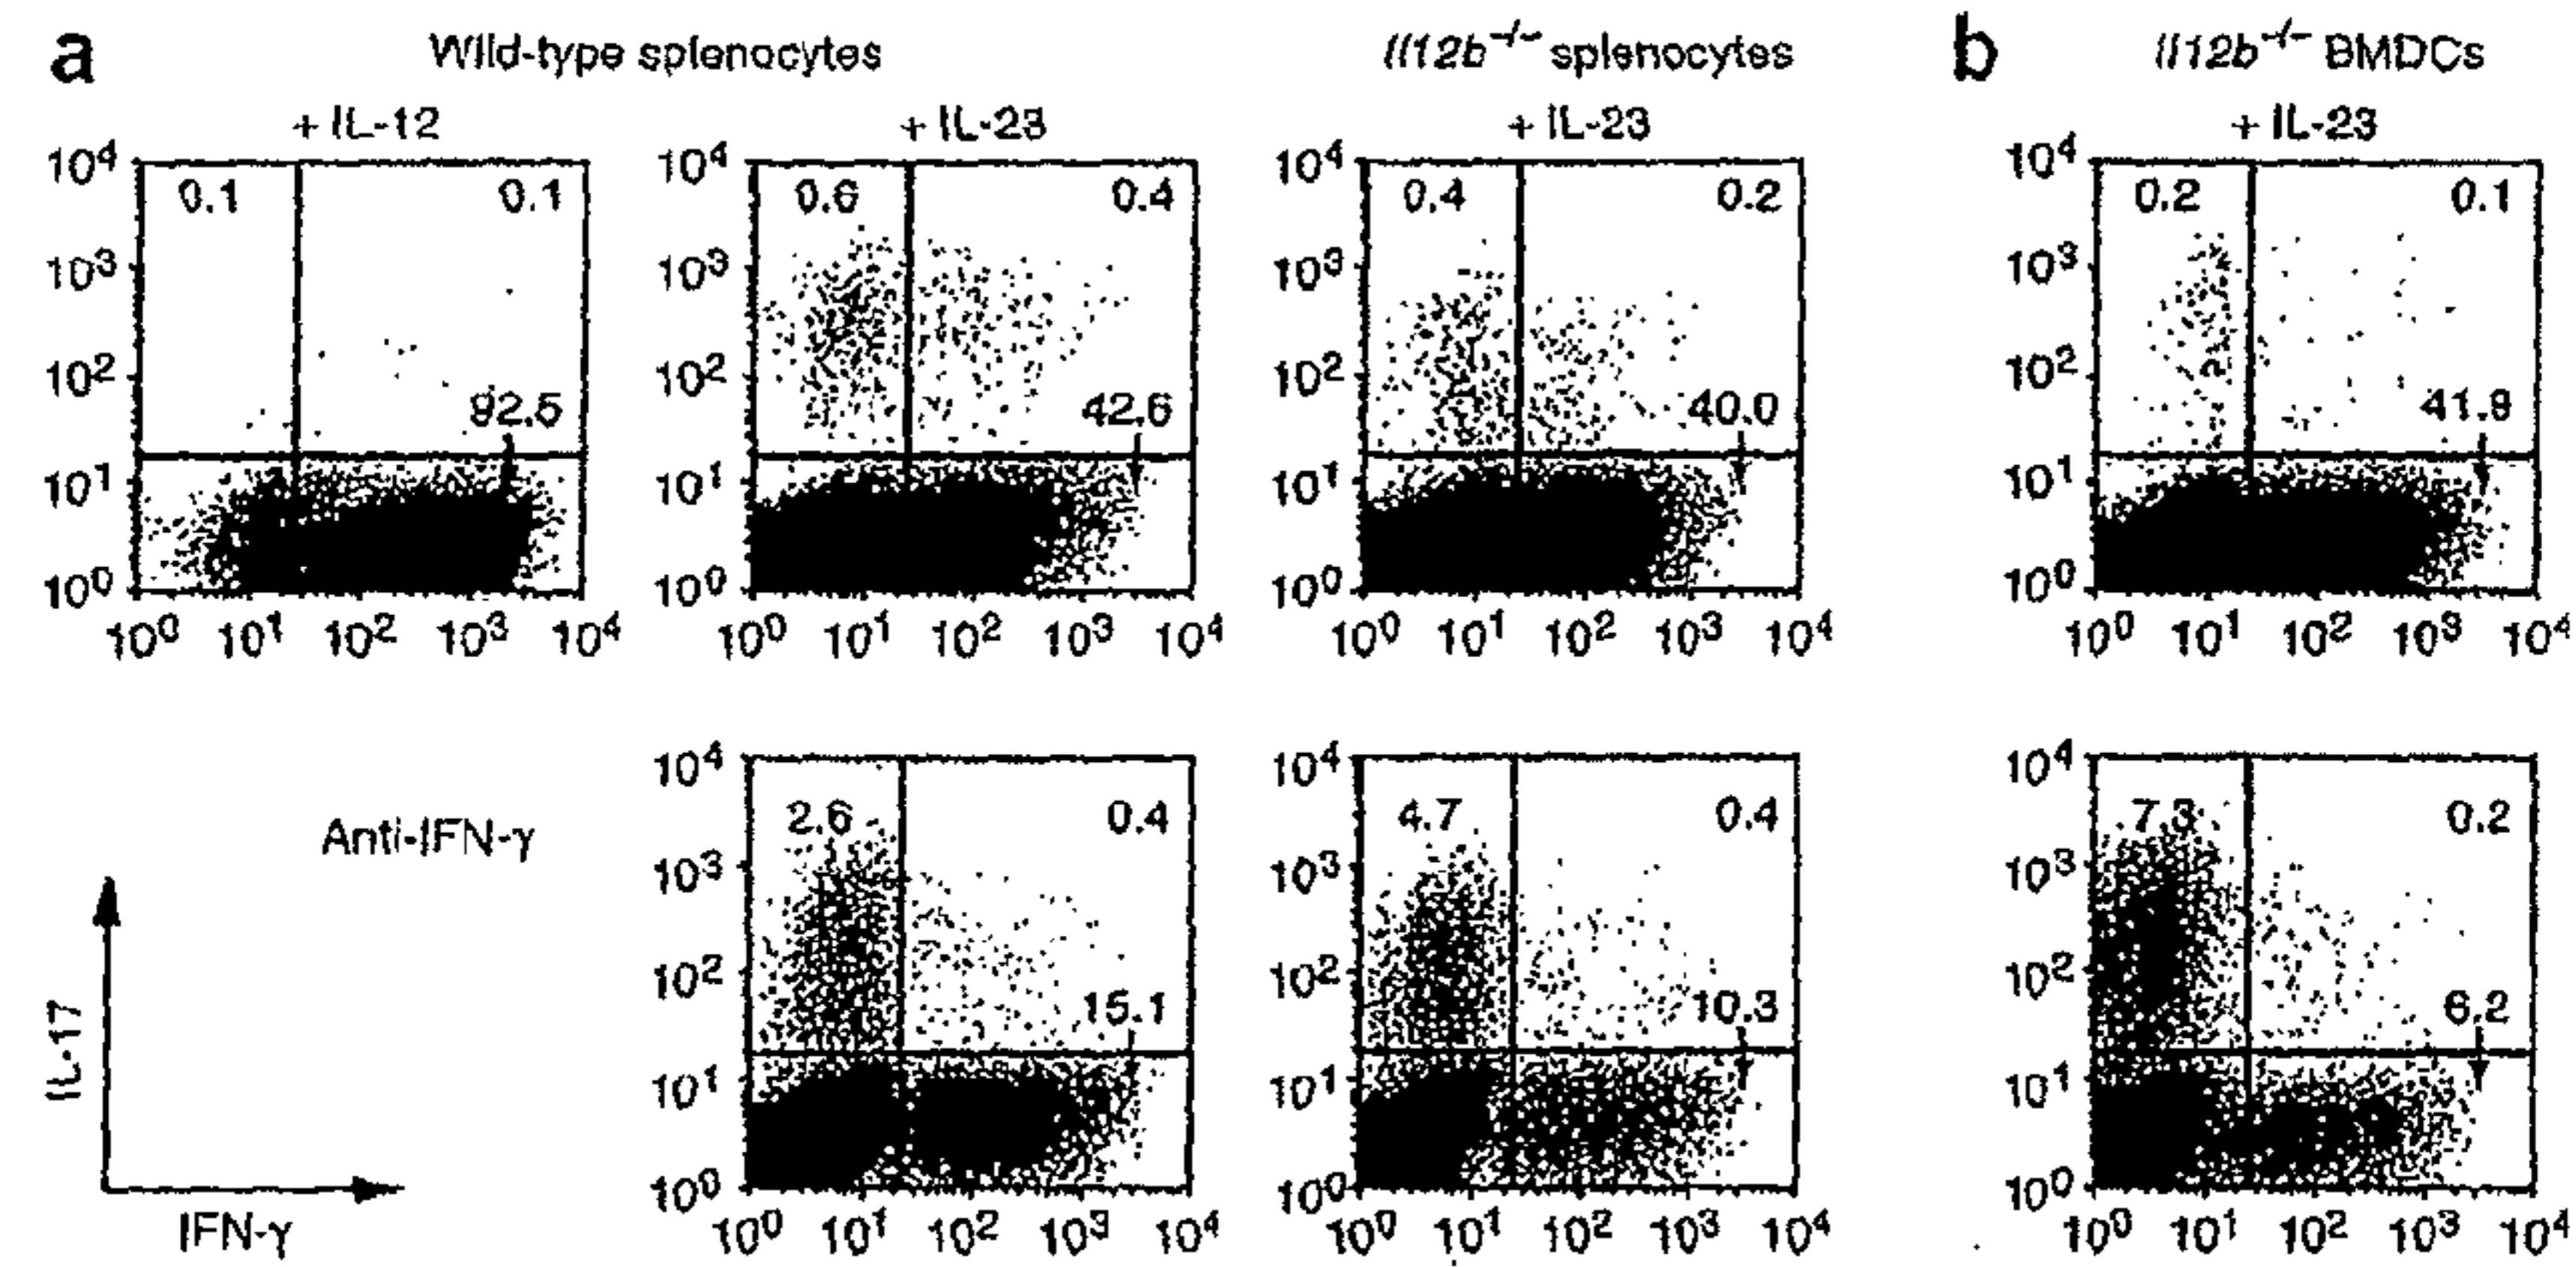 a Wild-type splenocytes Il12b−/− splenocytes b Il12b−/− BMDCs
+ IL-12 + IL-23 + IL-23 + IL-23
10⁴ 0.1 0.1 10⁴ 0.6 0.4 10⁴ 0.4 0.2 10⁴ 0.2 0.1
10³ 10³ 10³ 10³
10² 10² 10² 10²
92.5 42.6 40.0 41.9
10¹ 10¹ 10¹ 10¹
10⁰ 10⁰ 10⁰ 10⁰
10⁰ 10¹ 10² 10³ 10⁴ 10⁰ 10¹ 10² 10³ 10⁴ 10⁰ 10¹ 10² 10³ 10⁴ 10⁰ 10¹ 10² 10³ 10⁴
10⁴ 10⁴ 10⁴
Anti-IFN-γ 2.6 0.4 4.7 0.4 7.3 0.2
10³ 10³ 10³
10² 10² 10²
15.1 10.3 6.2
10¹ 10¹ 10¹
10⁰ 10⁰ 10⁰
10⁰ 10¹ 10² 10³ 10⁴ 10⁰ 10¹ 10² 10³ 10⁴ 10⁰ 10¹ 10² 10³ 10⁴
IL-17
IFN-γ